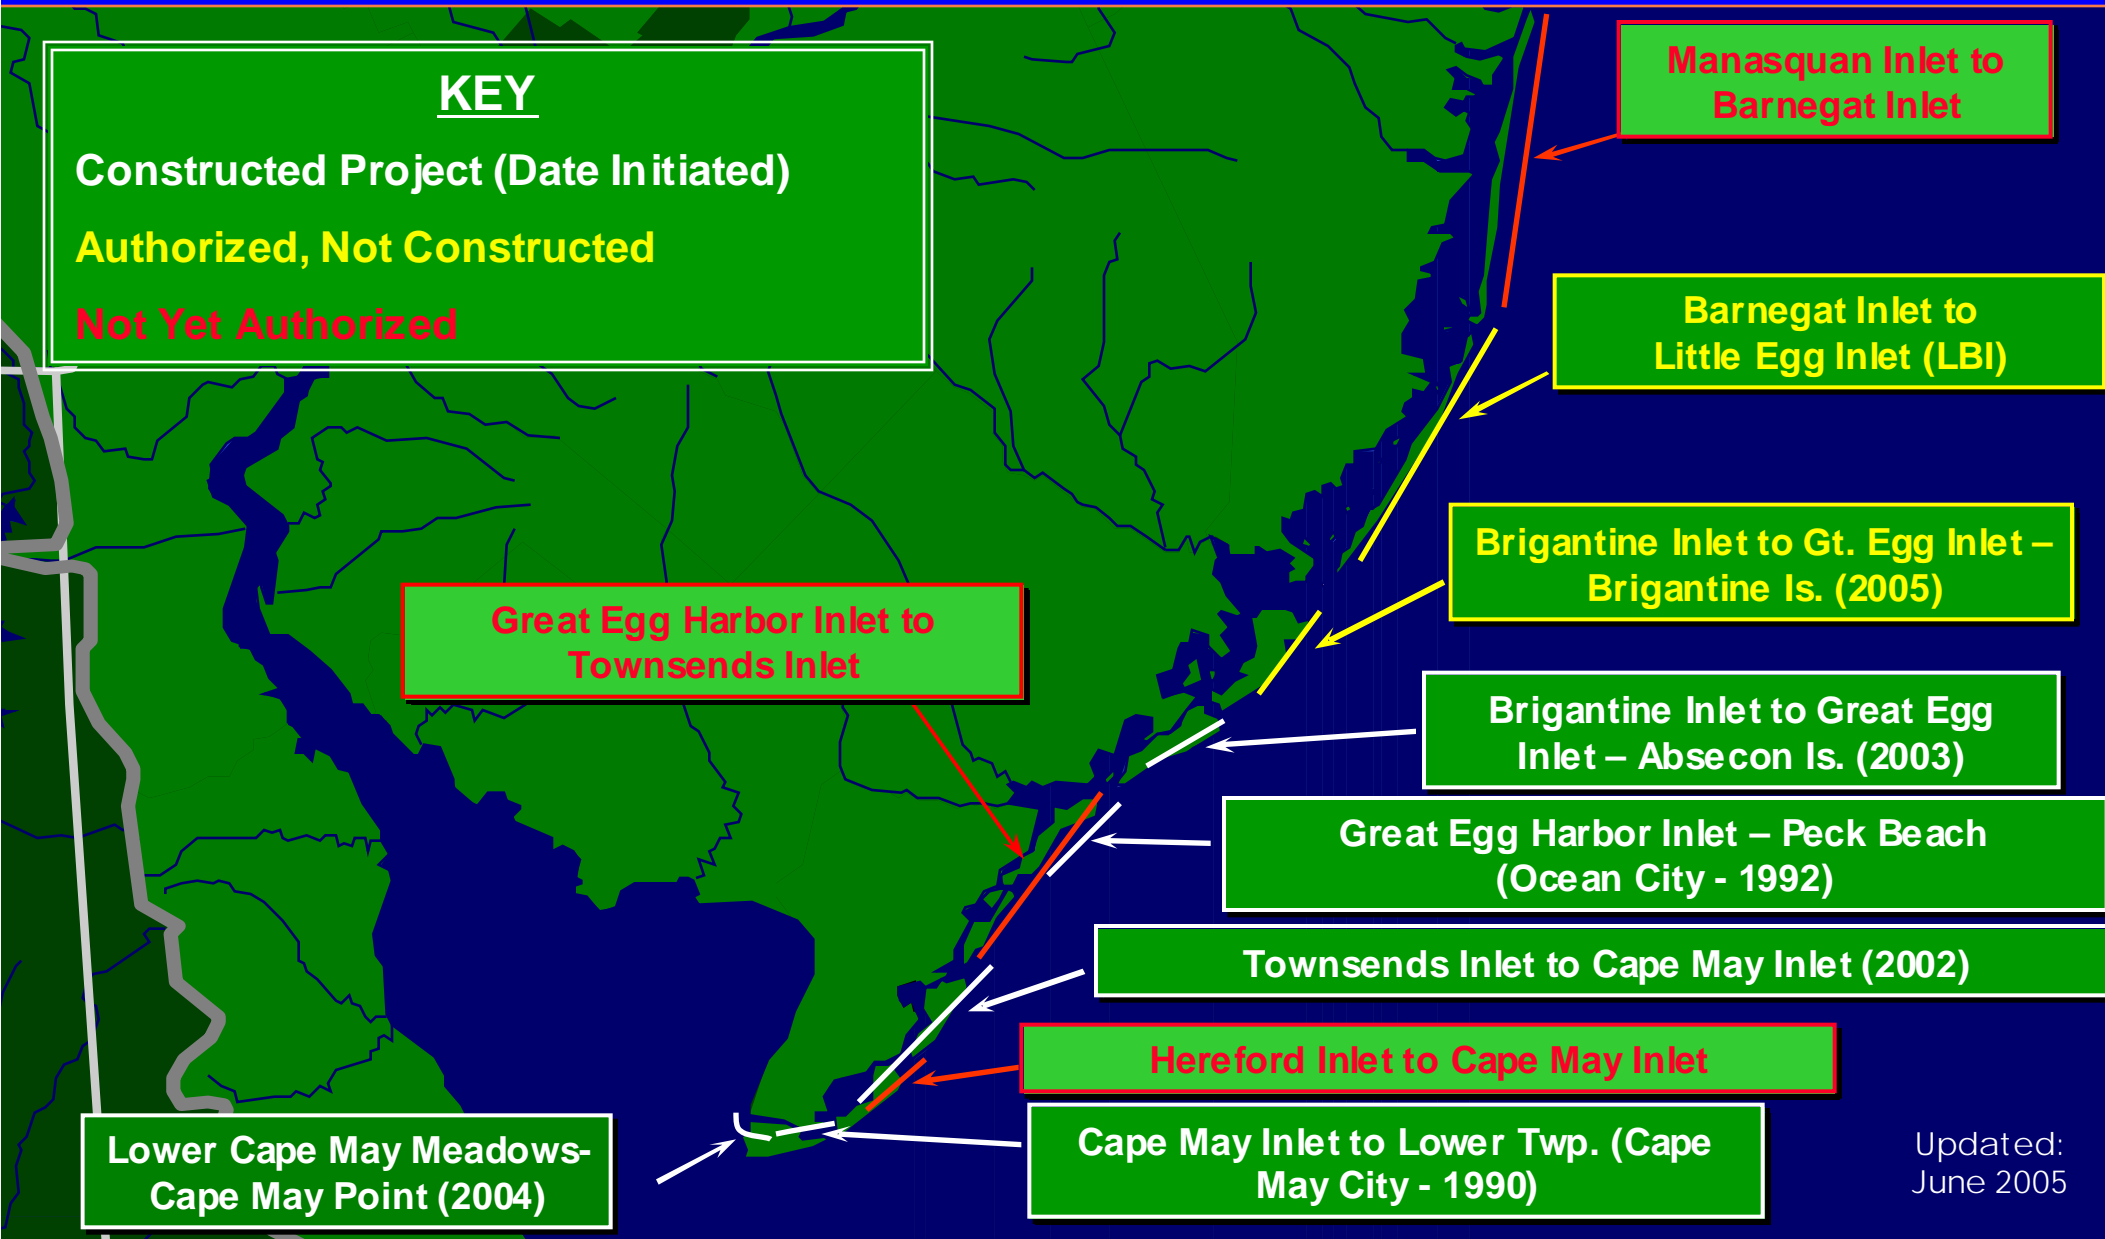 KEY
Constructed Project (Date Initiated)
Authorized, Not Constructed
Not Yet Authorized
Manasquan Inlet to
Barnegat Inlet
Barnegat Inlet to
Little Egg Inlet (LBI)
Brigantine Inlet to Gt. Egg Inlet –
Brigantine Is. (2005)
Great Egg Harbor Inlet to
Townsends Inlet
Brigantine Inlet to Great Egg
Inlet – Absecon Is. (2003)
Great Egg Harbor Inlet – Peck Beach
(Ocean City - 1992)
Townsends Inlet to Cape May Inlet (2002)
Hereford Inlet to Cape May Inlet
Cape May Inlet to Lower Twp. (Cape
May City - 1990)
Lower Cape May Meadows-
Cape May Point (2004)
Updated:
June 2005